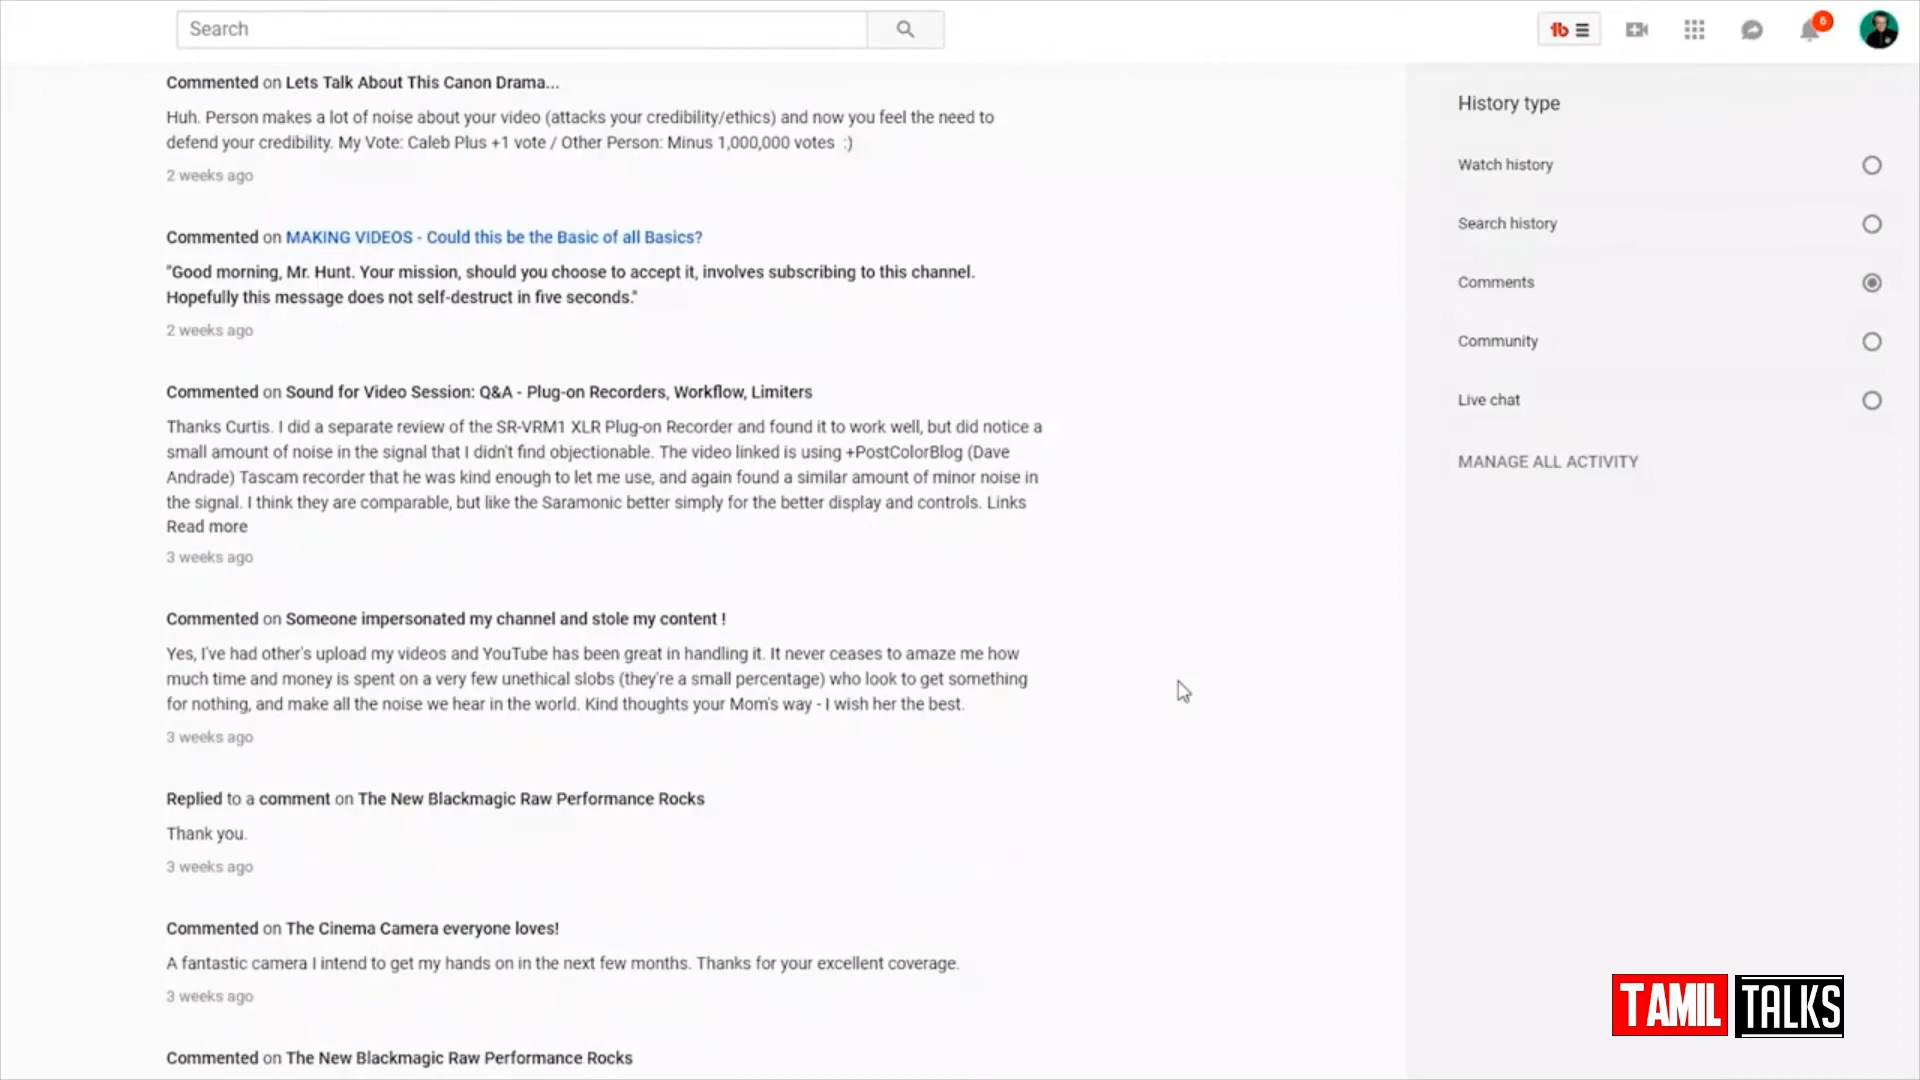 Search
6
Commented on Lets Talk About This Canon Drama...
Huh. Person makes a lot of noise about your video (attacks your credibility/ethics) and now you feel the need to
defend your credibility. My Vote: Caleb Plus +1 vote / Other Person: Minus 1,000,000 votes :)
2 weeks ago
Commented on MAKING VIDEOS - Could this be the Basic of all Basics?
"Good morning, Mr. Hunt. Your mission, should you choose to accept it, involves subscribing to this channel.
Hopefully this message does not self-destruct in five seconds."
2 weeks ago
Commented on Sound for Video Session: Q&A - Plug-on Recorders, Workflow, Limiters
Thanks Curtis. I did a separate review of the SR-VRM1 XLR Plug-on Recorder and found it to work well, but did notice a
small amount of noise in the signal that I didn't find objectionable. The video linked is using +PostColorBlog (Dave
Andrade) Tascam recorder that he was kind enough to let me use, and again found a similar amount of minor noise in
the signal. I think they are comparable, but like the Saramonic better simply for the better display and controls. Links
Read more
3 weeks ago
Commented on Someone impersonated my channel and stole my content !
Yes, I've had other's upload my videos and YouTube has been great in handling it. It never ceases to amaze me how
much time and money is spent on a very few unethical slobs (they're a small percentage) who look to get something
for nothing, and make all the noise we hear in the world. Kind thoughts your Mom's way - I wish her the best.
3 weeks ago
Replied to a comment on The New Blackmagic Raw Performance Rocks
Thank you.
3 weeks ago
Commented on The Cinema Camera everyone loves!
A fantastic camera I intend to get my hands on in the next few months. Thanks for your excellent coverage.
3 weeks ago
Commented on The New Blackmagic Raw Performance Rocks
History type
Watch history
Search history
Comments
Community
Live chat
MANAGE ALL ACTIVITY
TAMIL TALKS